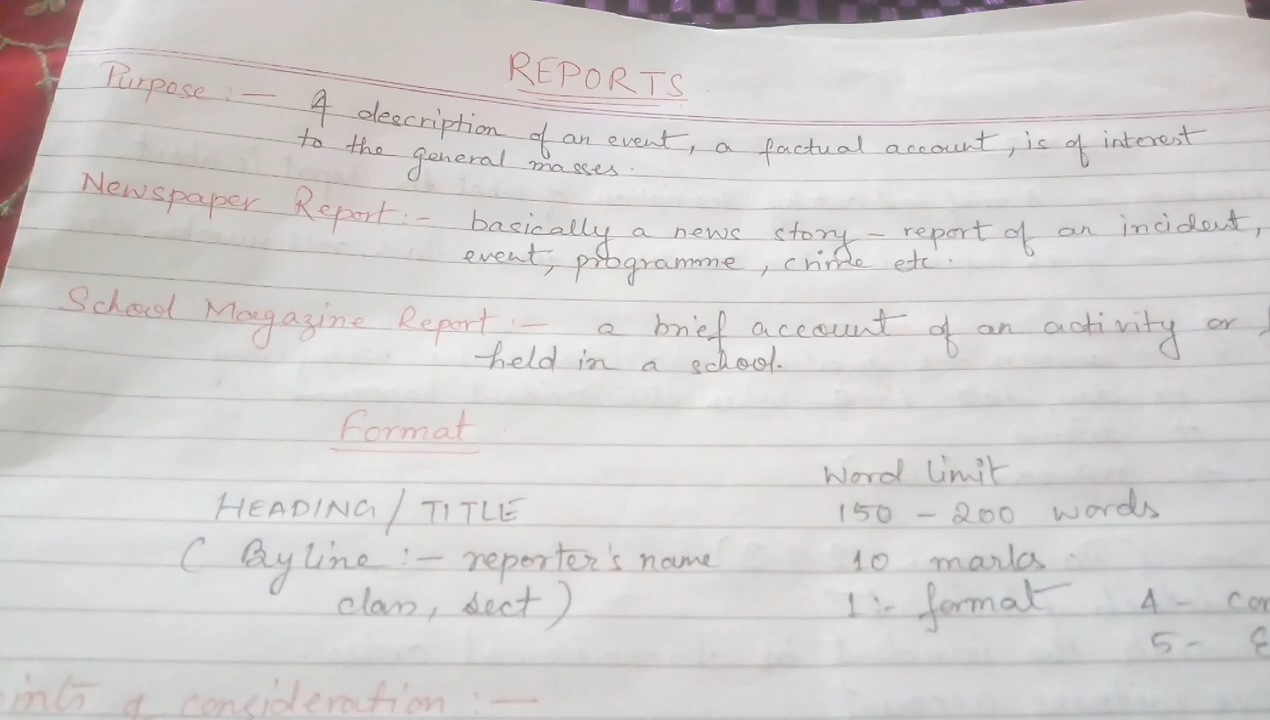 REPORTS
Purpose :- A description of an event, a factual account, is of interest
to the general masses.
Newspaper Report :- basically a news story - report of an incident,
event, programme, crime etc.
School Magazine Report :- a brief account of an activity or
held in a school.
Format
HEADING / TITLE
( By line :- reporter's name
class, sect )
Word limit
150 - 200 words
10 marks
1 :- format 4 -
5 -
of consideration :-